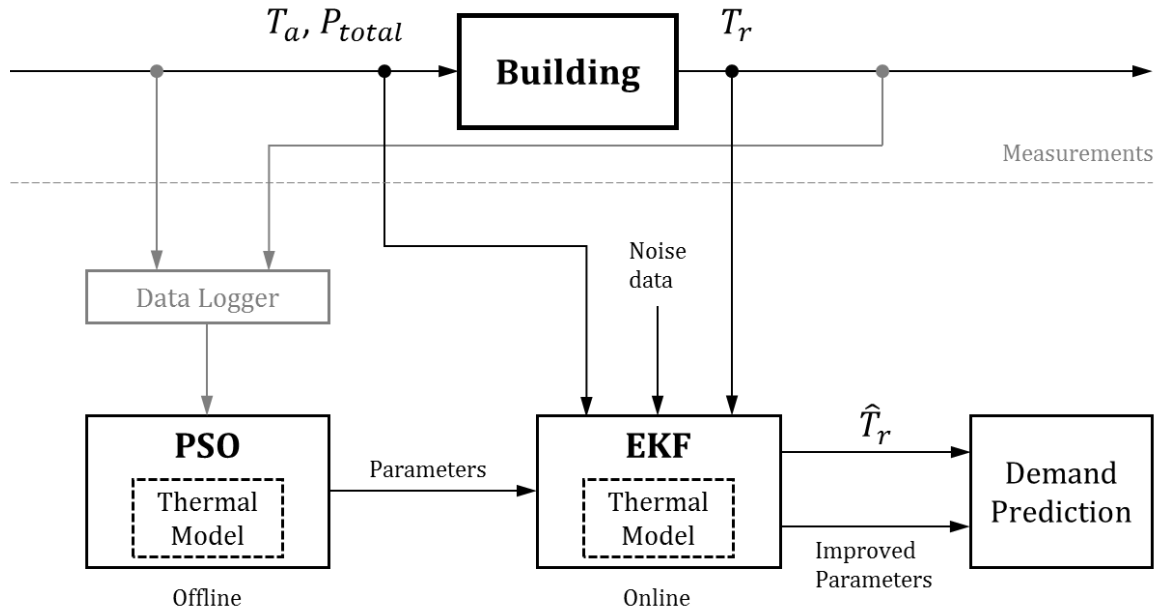 T_a, P_total
T_r
Building
Measurements
Noise
data
Data Logger
PSO
Thermal
Model
Offline
Parameters
EKF
Thermal
Model
Online
T̂_r
Improved
Parameters
Demand
Prediction